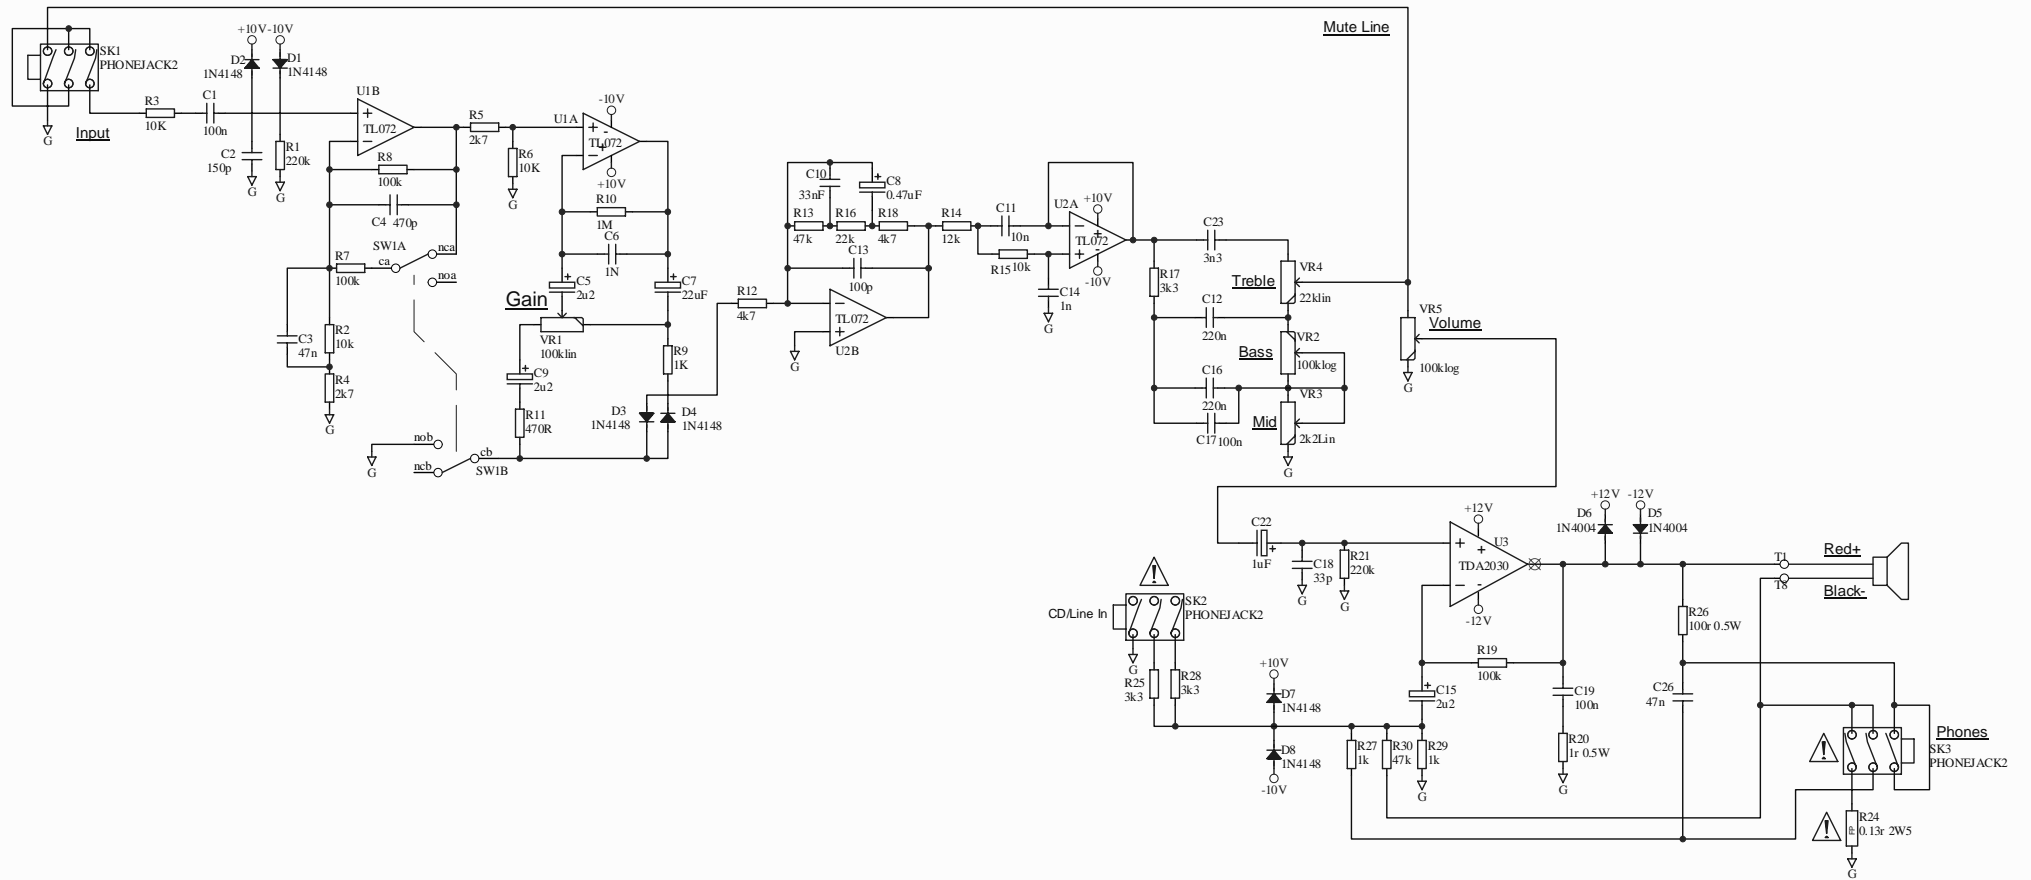 Mute Line
SK1
PHONEJACK2
G
Input
R3
10K
C1
100n
+10V
-10V
D2
1N4148
D1
1N4148
C2
150p
G
R1
220k
G
U1B
TL072
R8
100k
C4 470p
SW1A
nca
ca
noa
R7
100k
C3
47n
R2
10k
R4
2k7
G
R5
2k7
R6
10K
G
U1A
-10V
TL072
+10V
R10
1M
C6
1N
C5
2u2
C7
22uF
Gain
VR1
100klin
C9
2u2
R11
470R
R9
1K
D3
1N4148
D4
1N4148
nob
G
ncb
cb
SW1B
R12
4k7
C10
33nF
C8
0.47uF
R13
47k
R16
22k
R18
4k7
C13
100p
TL072
U2B
G
R14
12k
C11
10n
R15 10k
C14
1n
G
U2A
+10V
TL072
-10V
C23
3n3
R17
3k3
Treble
VR4
22klin
C12
220n
VR2
Bass
100klog
C16
220n
VR3
Mid
2k2Lin
C17 100n
G
VR5
Volume
100klog
G
C22
1uF
C18
33p
G
R21
220k
G
+12V
U3
TDA2030
-12V
+12V
-12V
D6
1N4004
D5
1N4004
T1
Red+
T8
Black-
CD/Line In
SK2
PHONEJACK2
G
R25
3k3
R28
3k3
+10V
D7
1N4148
D8
1N4148
-10V
R19
100k
C15
2u2
C19
100n
R20
1r 0.5W
G
R27
1k
R30
47k
R29
1k
G
R26
100r 0.5W
C26
47n
Phones
SK3
PHONEJACK2
R24
0.13r 2W5
FP
G